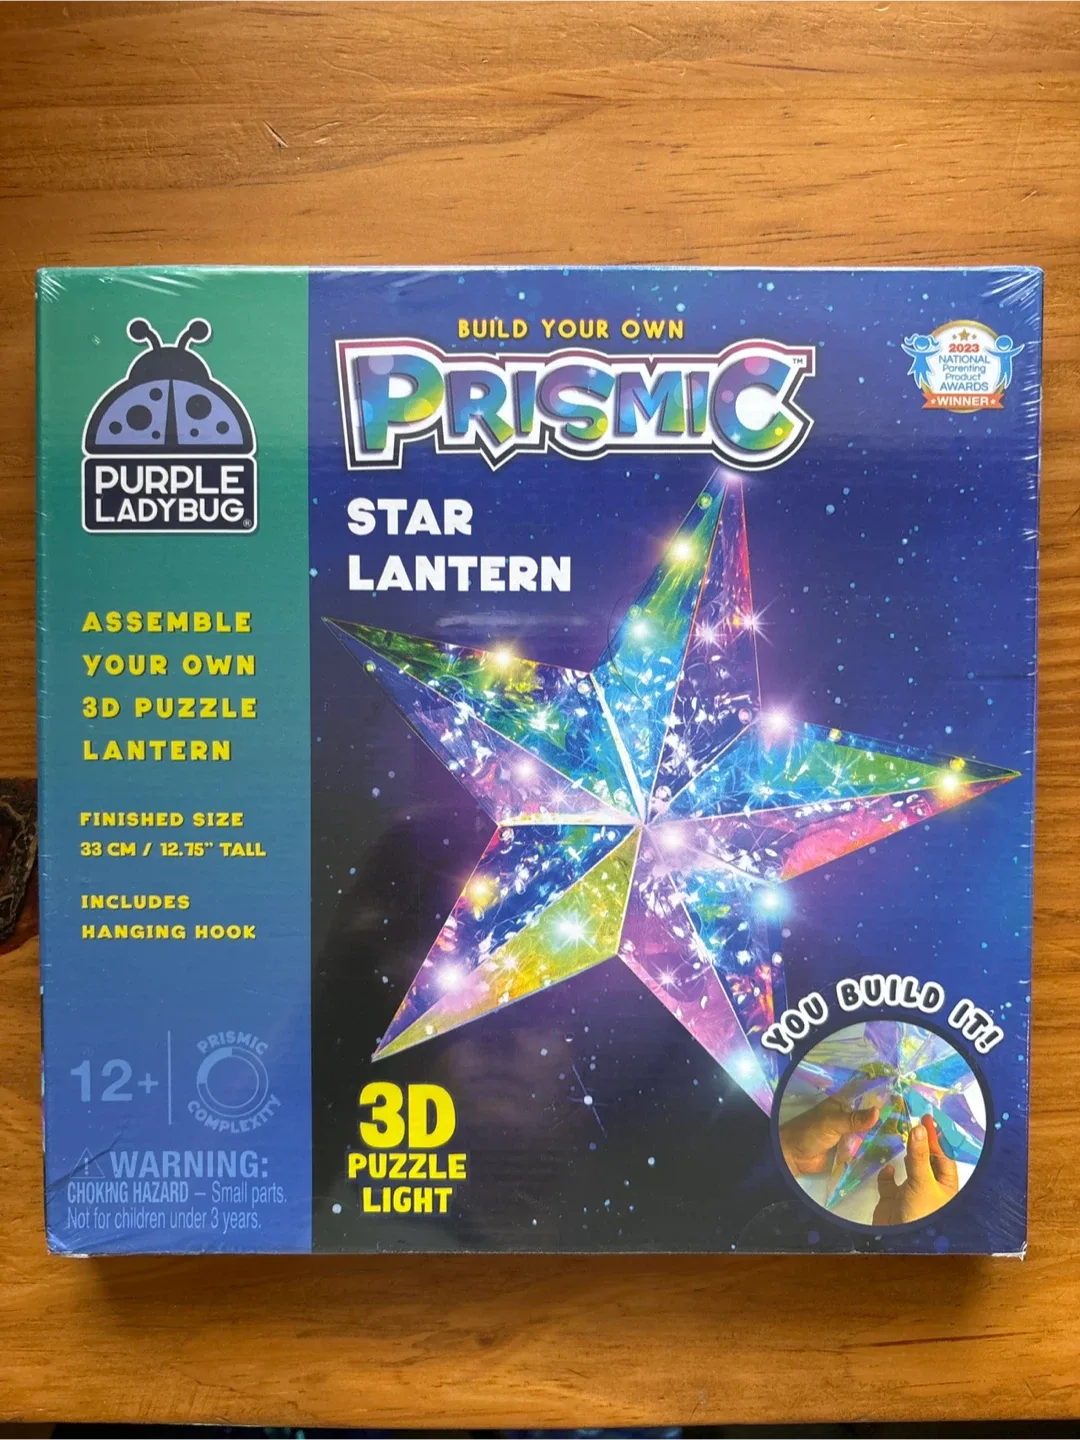 PURPLE
LADYBUG®
ASSEMBLE
YOUR OWN
3D PUZZLE
LANTERN
FINISHED SIZE
33 CM / 12.75" TALL
INCLUDES
HANGING HOOK
12+
PRISMIC
COMPLEXITY
⚠WARNING:
CHOKING HAZARD – Small parts.
Not for children under 3 years.
BUILD YOUR OWN
PRISMIC™
STAR
LANTERN
2023
NATIONAL
Parenting
Product
AWARDS
★WINNER★
3D
PUZZLE
LIGHT
YOU BUILD IT!